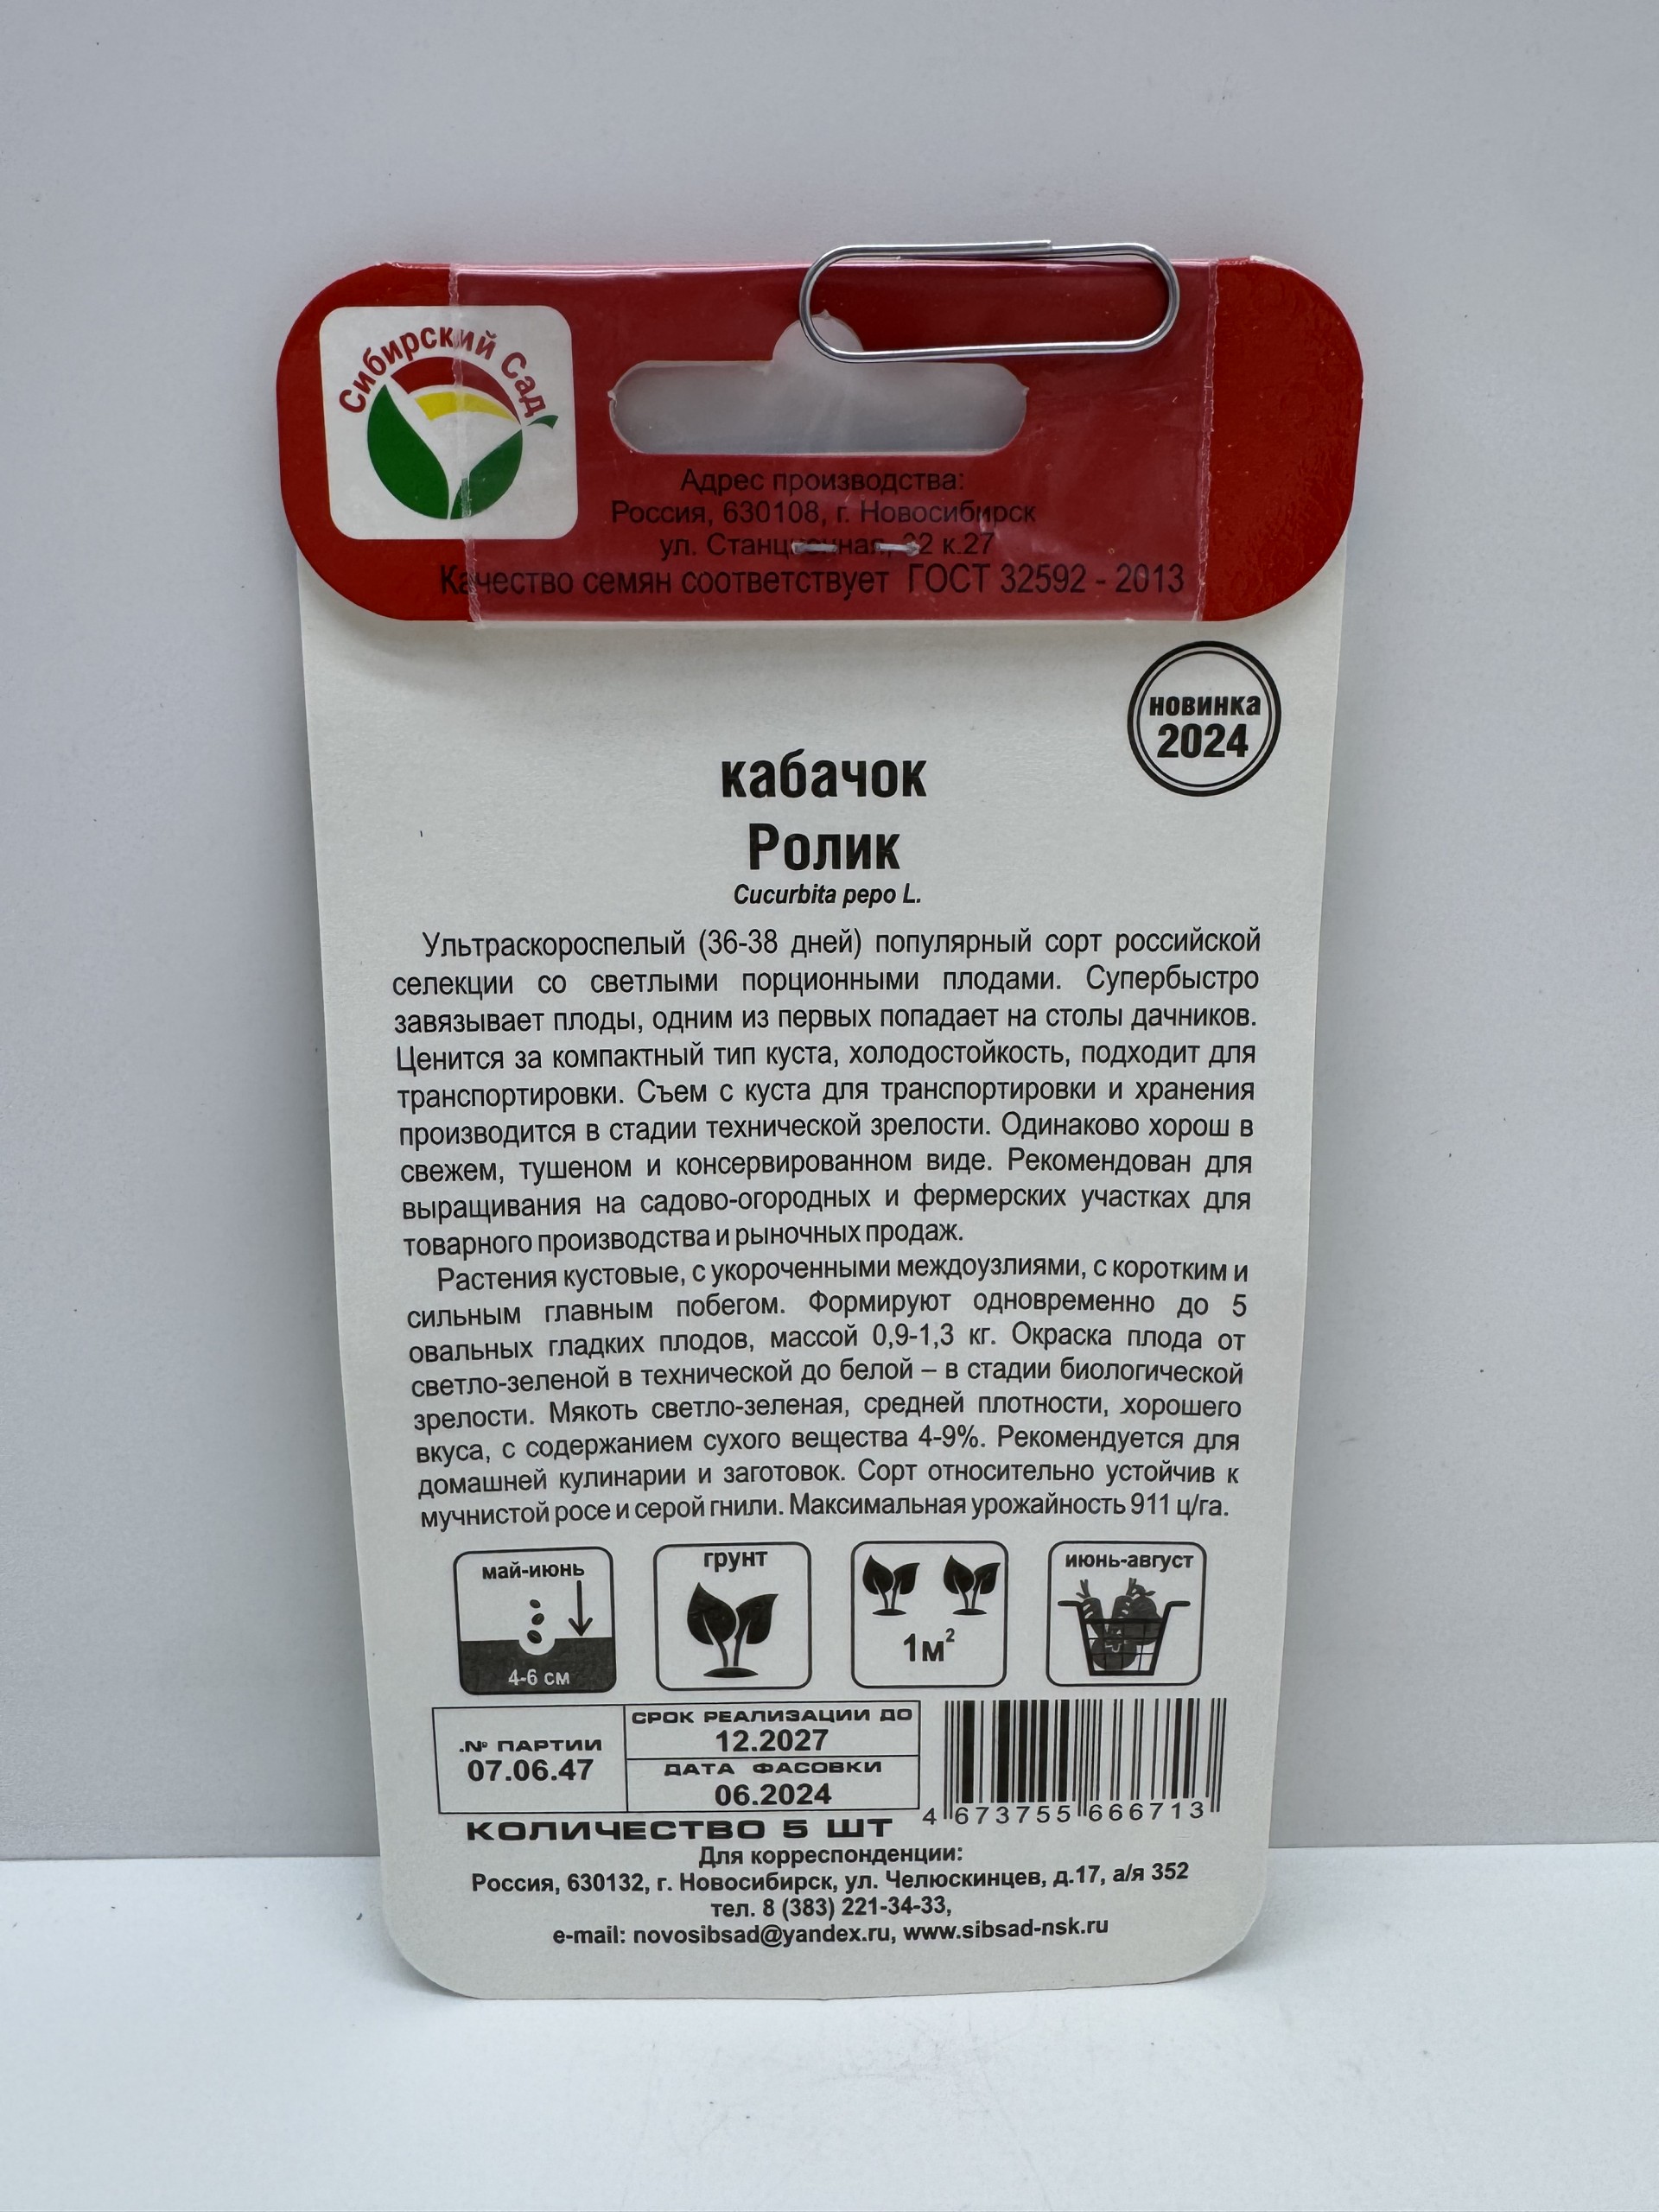 Сибирский Сад
Адрес производства:
Россия, 630108, г. Новосибирск
ул. к.27
Качество семян соответствует ГОСТ 32592 - 2013
новинка
2024
кабачок
Ролик
Cucurbita pepo L.
Ультраскороспелый (36-38 дней) популярный сорт российской
селекции со светлыми порционными плодами. Супербыстро
завязывает плоды, одним из первых попадает на столы дачников.
Ценится за компактный тип куста, холодостойкость, подходит для
транспортировки. Съем с куста для транспортировки и хранения
производится в стадии технической зрелости. Одинаково хорош в
свежем, тушеном и консервированном виде. Рекомендован для
выращивания на садово-огородных и фермерских участках для
товарного производства и рыночных продаж.
Растения кустовые, с укороченными междоузлиями, с коротким и
сильным главным побегом. Формируют одновременно до 5
овальных гладких плодов, массой 0,9-1,3 кг. Окраска плода от
светло-зеленой в технической до белой – в стадии биологической
зрелости. Мякоть светло-зеленая, средней плотности, хорошего
вкуса, с содержанием сухого вещества 4-9%. Рекомендуется для
домашней кулинарии и заготовок. Сорт относительно устойчив к
мучнистой росе и серой гнили. Максимальная урожайность 911 ц/га.
май-июнь
4-6 см
грунт
1м²
июнь-август
.№ ПАРТИИ
07.06.47
СРОК РЕАЛИЗАЦИИ ДО
12.2027
ДАТА ФАСОВКИ
06.2024
4 673755 666713
КОЛИЧЕСТВО 5 ШТ
Для корреспонденции:
Россия, 630132, г. Новосибирск, ул. Челюскинцев, д.17, а/я 352
тел. 8 (383) 221-34-33,
e-mail: novosibsad@yandex.ru, www.sibsad-nsk.ru